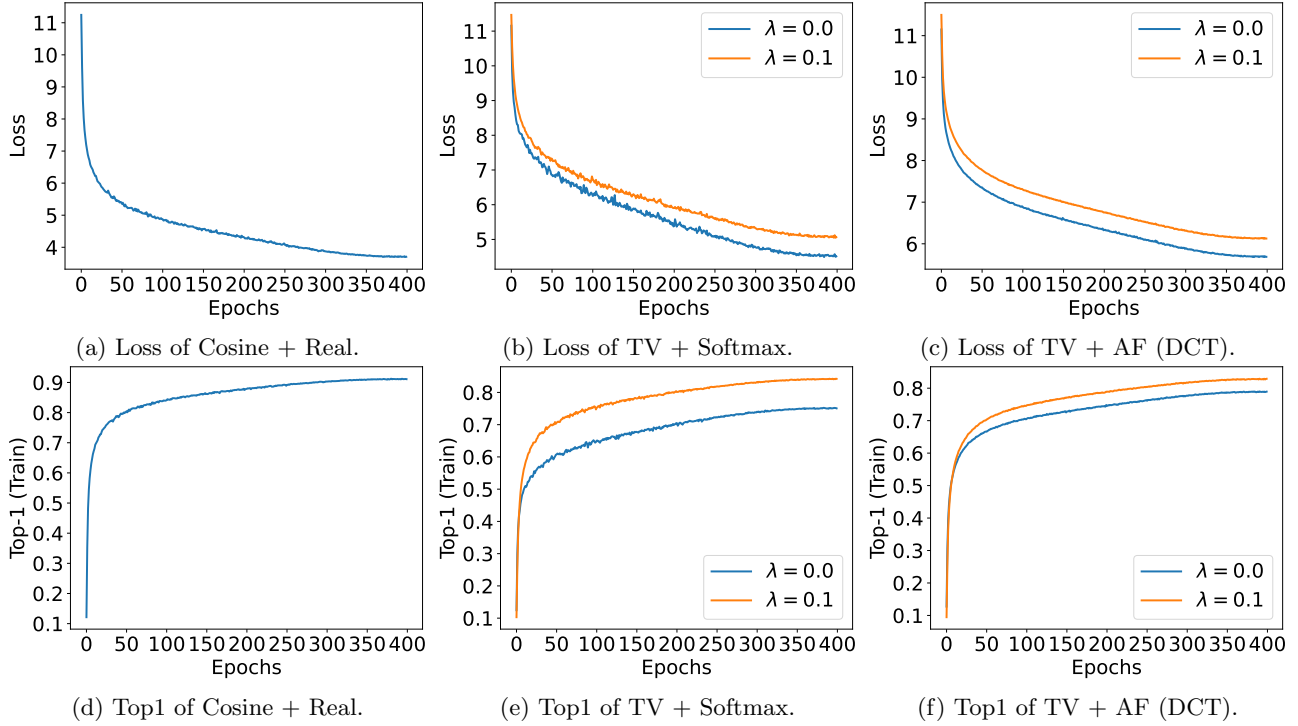 11
10
9
8
7
6
5
4
Loss
0 50 100 150 200 250 300 350 400
Epochs
(a) Loss of Cosine + Real.
λ = 0.0
λ = 0.1
11
10
9
8
7
6
5
Loss
0 50 100 150 200 250 300 350 400
Epochs
(b) Loss of TV + Softmax.
λ = 0.0
λ = 0.1
11
10
9
8
7
6
Loss
0 50 100 150 200 250 300 350 400
Epochs
(c) Loss of TV + AF (DCT).
0.9
0.8
0.7
0.6
0.5
0.4
0.3
0.2
0.1
Top-1 (Train)
0 50 100 150 200 250 300 350 400
Epochs
(d) Top1 of Cosine + Real.
0.8
0.7
0.6
0.5
0.4
0.3
0.2
0.1
Top-1 (Train)
λ = 0.0
λ = 0.1
0 50 100 150 200 250 300 350 400
Epochs
(e) Top1 of TV + Softmax.
0.8
0.7
0.6
0.5
0.4
0.3
0.2
0.1
Top-1 (Train)
λ = 0.0
λ = 0.1
0 50 100 150 200 250 300 350 400
Epochs
(f) Top1 of TV + AF (DCT).